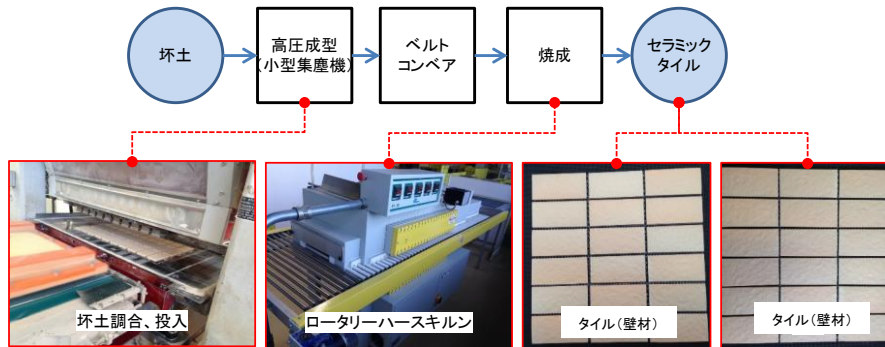 坏土
高圧成型
（小型集塵機）
ベルト
コンベア
焼成
セラミック
タイル
坏土調合、投入
ロータリーハースキルン
タイル（壁材）
タイル（壁材）